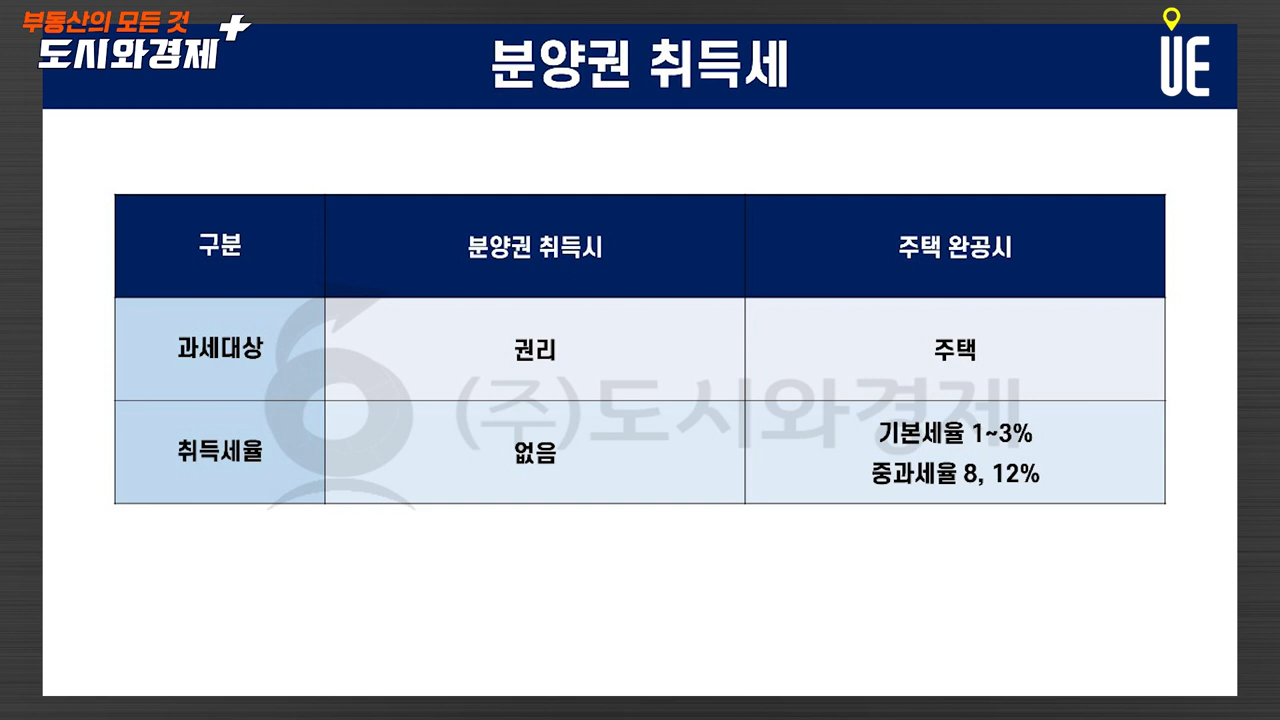 부동산의 모든 것
도시와경제
분양권 취득세
UE
구분 분양권 취득시 주택 완공시
과세대상 권리 주택
취득세율 없음 기본세율 1~3%
중과세율 8, 12%
(주)도시와경제